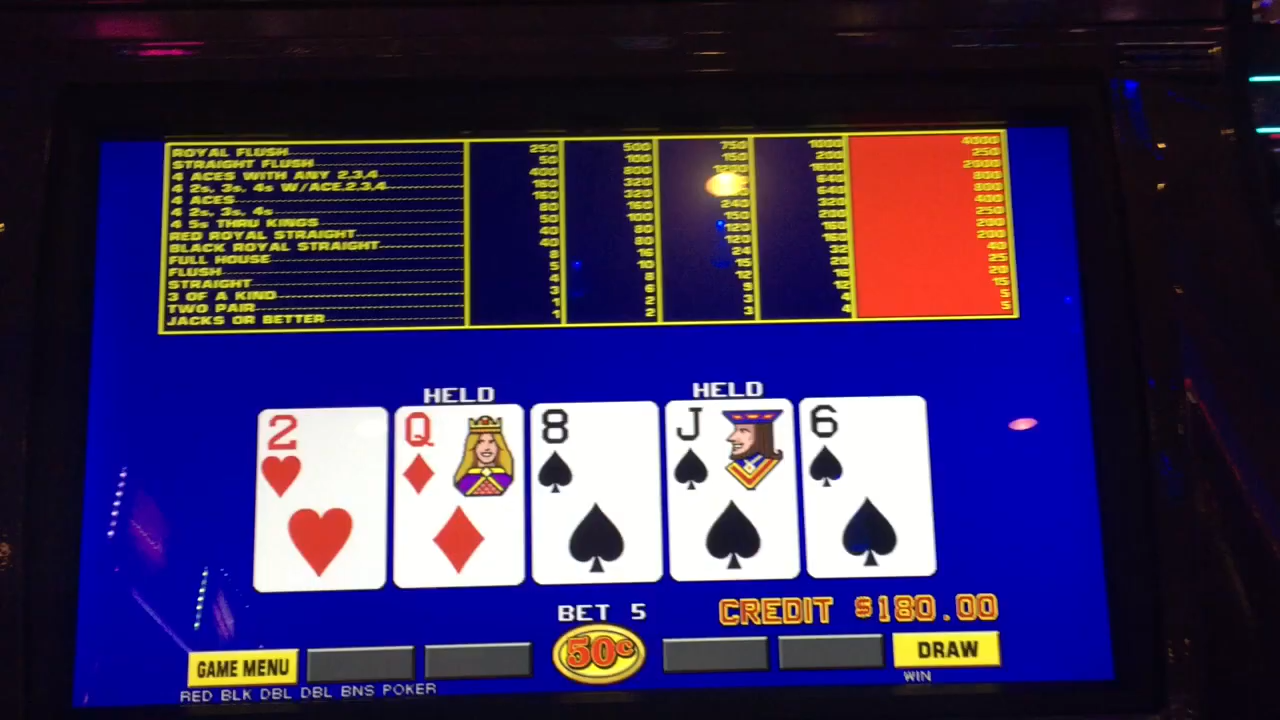 ROYAL FLUSH 250 500 750 1000 4000
STRAIGHT FLUSH 50 100 150 200 250
4 ACES WITH ANY 2,3,4 400 800 1600 2000
4 2s, 3s, 4s W/ACE,2,3,4 160 320 640 800
4 ACES 160 320 640 800
4 2s, 3s, 4s 80 160 240 320 400
4 5s THRU KINGS 50 100 150 200 250
RED ROYAL STRAIGHT 40 80 120 160 200
BLACK ROYAL STRAIGHT 40 80 120 160 200
FULL HOUSE 8 16 24 32 40
FLUSH 5 10 15 20 25
STRAIGHT 4 8 12 16 20
3 OF A KIND 3 6 9 12 15
TWO PAIR 1 2 3 4 5
JACKS OR BETTER 1 2 3 4 5
HELD HELD
2 Q 8 J 6
BET 5 CREDIT $180.00
GAME MENU 50¢ DRAW
RED BLK DBL DBL BNS POKER WIN